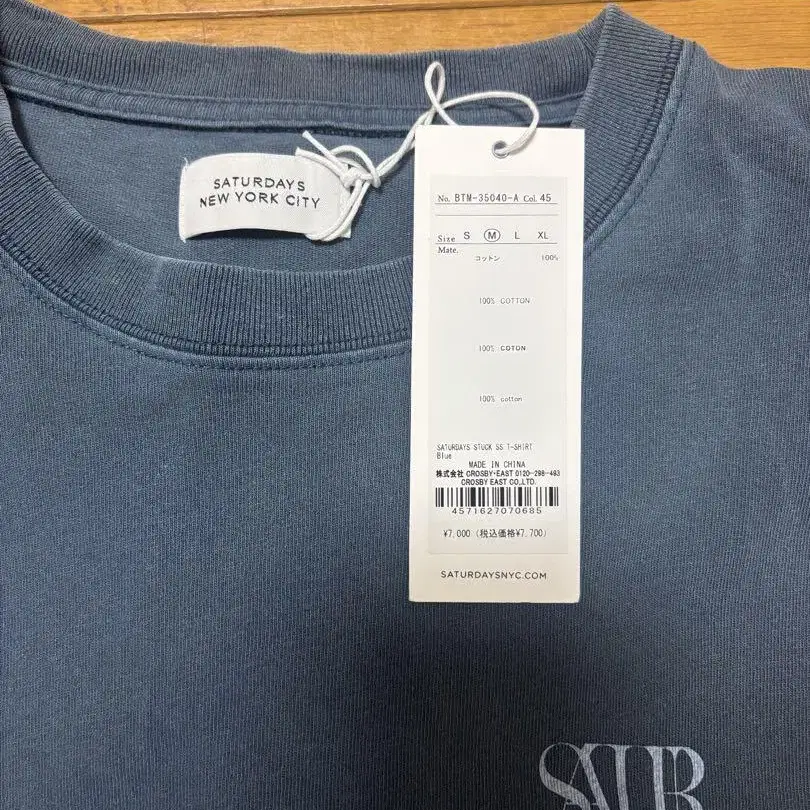 SATURDAYS
NEW YORK CITY
No. BTM-35040-A Col. 45
Size S M L XL
Mate.
コットン 100%
100% COTTON
100% COTON
100% cotton
SATURDAYS STUCK SS T-SHIRT
Blue
MADE IN CHINA
株式会社 CROSBY-EAST 0120-298-493
CROSBY EAST CO.,LTD.
4571627070685
¥7,000 (税込価格¥7,700)
SATURDAYSNYC.COM
SATUR